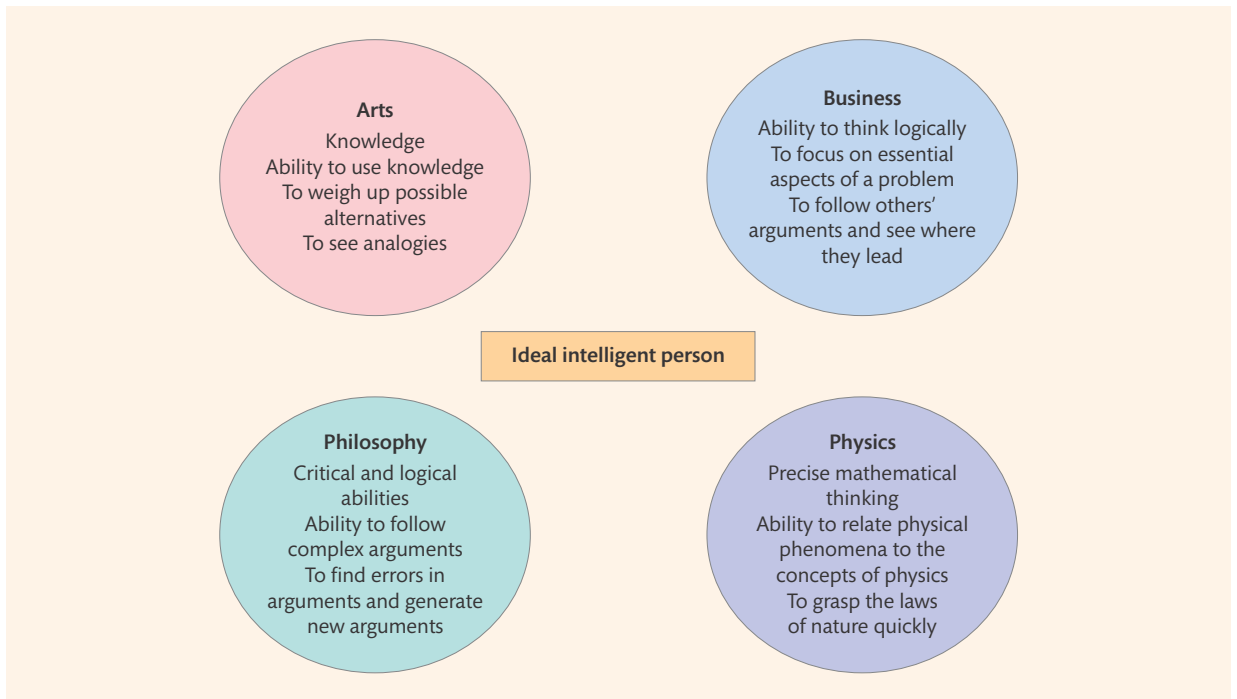 Arts
Knowledge
Ability to use knowledge
To weigh up possible
alternatives
To see analogies
Business
Ability to think logically
To focus on essential
aspects of a problem
To follow others’
arguments and see where
they lead
Ideal intelligent person
Philosophy
Critical and logical
abilities
Ability to follow
complex arguments
To find errors in
arguments and generate
new arguments
Physics
Precise mathematical
thinking
Ability to relate physical
phenomena to the
concepts of physics
To grasp the laws
of nature quickly